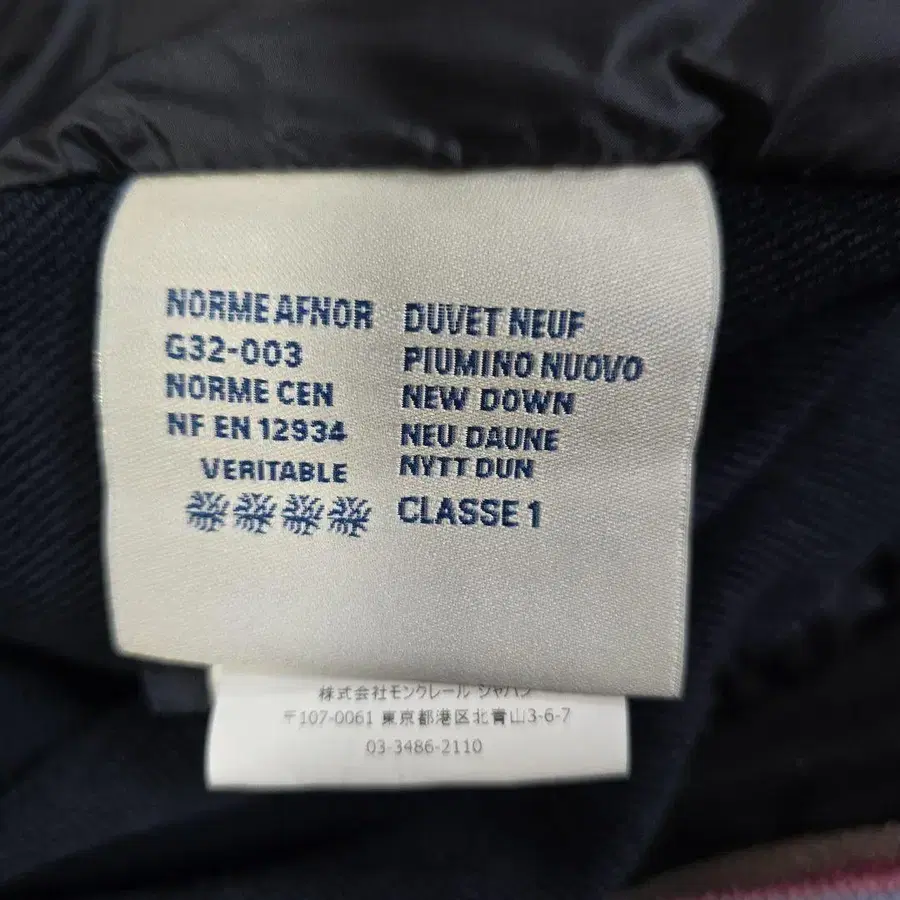 NORME AFNOR
G32-003
NORME CEN
NF EN 12934
VERITABLE
DUVET NEUF
PIUMINO NUOVO
NEW DOWN
NEU DAUNE
NYTT DUN
CLASSE 1
株式会社モンクレール ジャパン
〒107-0061 東京都港区北青山3-6-7
03-3486-2110